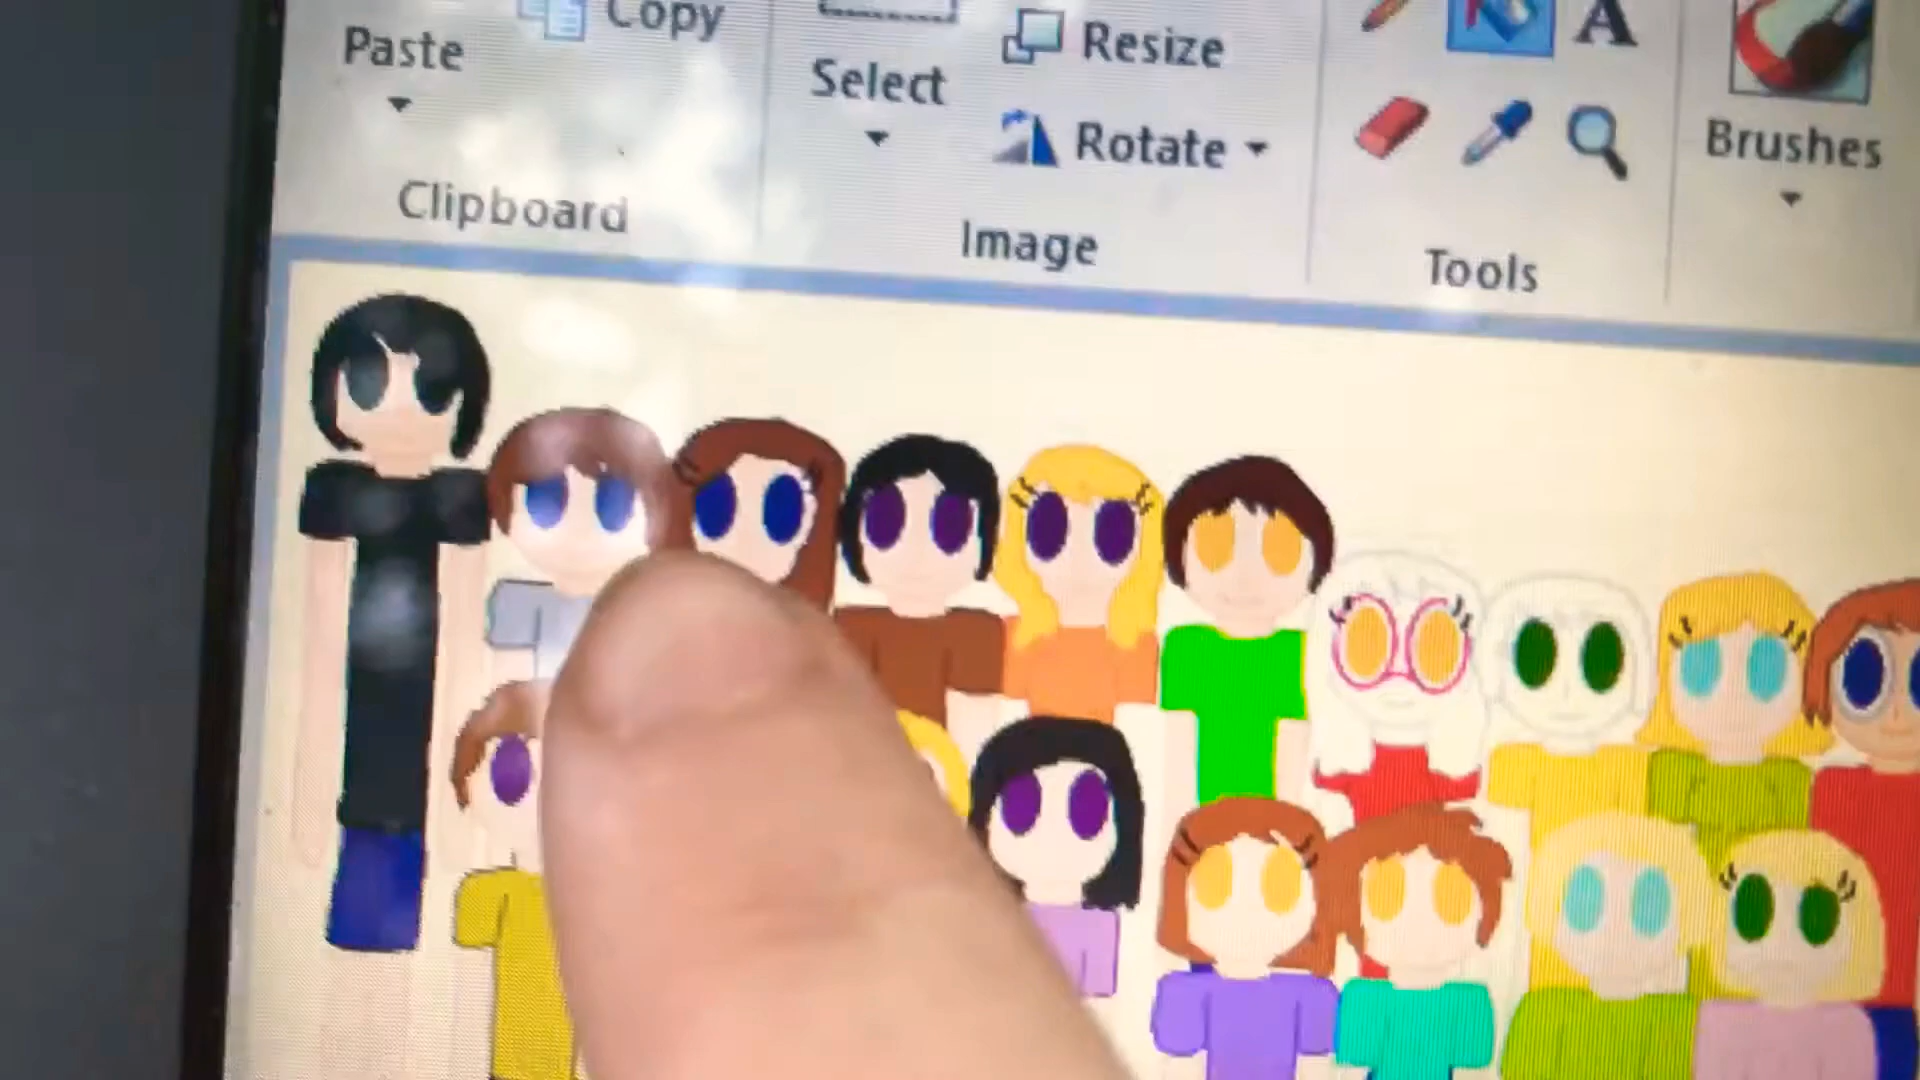 Copy
Paste
Select
Resize
Rotate
Clipboard
Image
A
Tools
Brushes